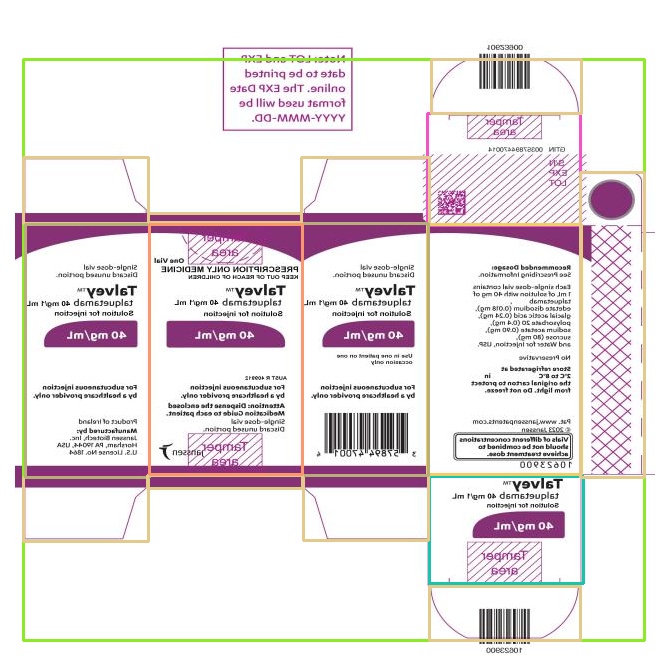 Note: LOT and EXP
date to be printed
online. The EXP Date
format used will be
YYYY-MMM-DD.
Tamper
area
GTIN 00357894470014
S/N
EXP
LOT
Single-dose vial
Discard unused portion.
Talvey™
talquetamab 40 mg/1 mL
Solution for injection
40 mg/mL
For subcutaneous injection
by a healthcare provider only.
Product of Ireland
Manufactured by:
Janssen Biotech, Inc.
Horsham, PA 19044, USA
U.S. License No. 1864
Tamper
area
One Vial
PRESCRIPTION ONLY MEDICINE
KEEP OUT OF REACH OF CHILDREN
Talvey™
talquetamab 40 mg/1 mL
Solution for injection
40 mg/mL
AUST R 409912
For subcutaneous injection
by a healthcare provider only.
Attention: Dispense the enclosed
Medication Guide to each patient.
Single-dose vial
Discard unused portion.
janssen
Tamper
area
Single-dose vial
Discard unused portion.
Talvey™
talquetamab 40 mg/1 mL
Solution for injection
40 mg/mL
Use in one patient on one
occasion only
For subcutaneous injection
by a healthcare provider only.
3 57894 47001 4
Recommended Dosage:
See Prescribing Information.
Each single-dose vial contains
1 mL of solution with 40 mg of
talquetamab,
edetate disodium (0.018 mg),
glacial acetic acid (0.24 mg),
polysorbate 20 (0.4 mg),
sodium acetate (0.90 mg),
sucrose (80 mg),
and Water for Injection, USP.
No Preservative
Store refrigerated at
2°C to 8°C in
the original carton to protect
from light. Do not freeze.
Pat. www.janssenpatents.com
© 2023 Janssen
Vials of different concentrations
should not be combined to
achieve treatment dose.
10623900
Talvey™
talquetamab 40 mg/1 mL
Solution for injection
40 mg/mL
Tamper
area
10623900